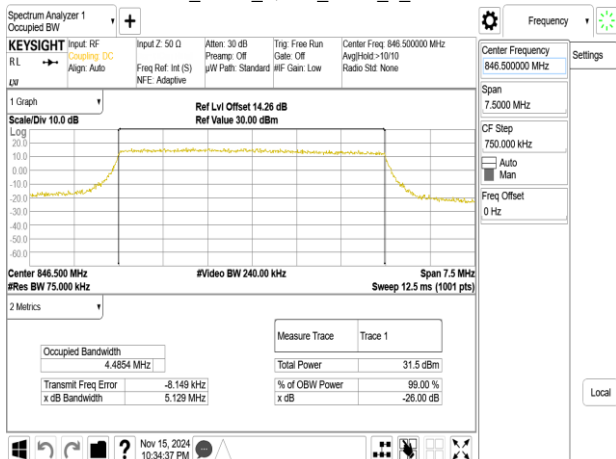 Spectrum Analyzer 1
Occupied BW
▼
+
Frequency
▼
KEYSIGHT
RL
LXI
Input: RF
Coupling: DC
Align: Auto
Input Z: 50 Ω
Freq Ref: Int (S)
NFE: Adaptive
Atten: 30 dB
Preamp: Off
µW Path: Standard
Trig: Free Run
Gate: Off
#IF Gain: Low
Center Freq: 846.500000 MHz
Avg|Hold:>10/10
Radio Std: None
Center Frequency
846.500000 MHz
Settings
Span
7.5000 MHz
CF Step
750.000 kHz
Auto
Man
Freq Offset
0 Hz
1 Graph
▼
Scale/Div 10.0 dB
Ref Lvl Offset 14.26 dB
Ref Value 30.00 dBm
Log
20.0
10.0
0.00
-10.0
-20.0
-30.0
-40.0
-50.0
-60.0
Center 846.500 MHz
#Video BW 240.00 kHz
Span 7.5 MHz
#Res BW 75.000 kHz
Sweep 12.5 ms (1001 pts)
2 Metrics
▼
Measure Trace
Trace 1
Occupied Bandwidth
4.4854 MHz
Total Power
31.5 dBm
Transmit Freq Error
-8.149 kHz
% of OBW Power
99.00 %
x dB Bandwidth
5.129 MHz
x dB
-26.00 dB
Local
?
Nov 15, 2024
10:34:37 PM